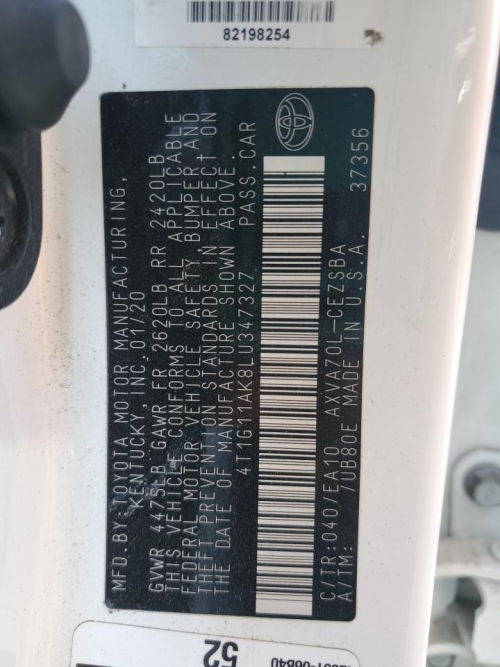 82198254
MFD.BY: TOYOTA MOTOR MANUFACTURING,
KENTUCKY, INC. 01/20
GVWR 4475LB GAWR FR 2620LB RR 2420LB
THIS VEHICLE CONFORMS TO ALL APPLICABLE
FEDERAL MOTOR VEHICLE SAFETY, BUMPER AND
THEFT PREVENTION STANDARDS IN EFFECT ON
THE DATE OF MANUFACTURE SHOWN ABOVE.
4T1G11AK8LU347327 PASS.CAR
C/TR:040/EA10 AXVA70L-CEZSBA
A/TM: 7UB80E MADE IN U.S.A. 37356
52